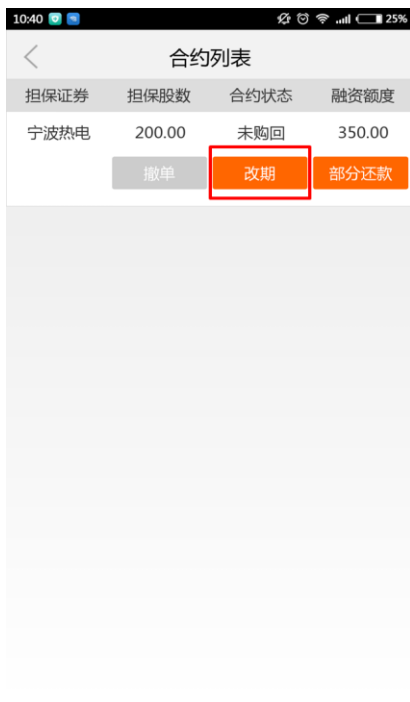 10:40 25%
合约列表
担保证券 担保股数 合约状态 融资额度
宁波热电 200.00 未购回 350.00
撤单 改期 部分还款